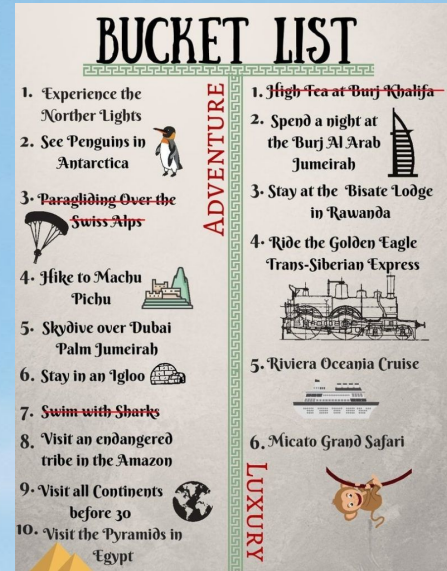 BUCKET LIST
ADVENTURE
1. Experience the
Norther Lights
2. See Penguins in
Antarctica
3. Paragliding Over the
Swiss Alps
4. Hike to Machu
Pichu
5. Skydive over Dubai
Palm Jumeirah
6. Stay in an Igloo
7. Swim with Sharks
8. Visit an endangered
tribe in the Amazon
9. Visit all Continents
before 30
10. Visit the Pyramids in
Egypt
LUXURY
1. High Tea at Burj Khalifa
2. Spend a night at
the Burj Al Arab
Jumeirah
3. Stay at the Bisate Lodge
in Rawanda
4. Ride the Golden Eagle
Trans-Siberian Express
5. Riviera Oceania Cruise
6. Micato Grand Safari